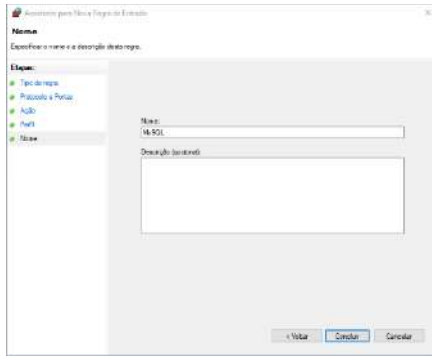 Assistente para Nova Regra de Entrada
Nome
Especificar o nome e a descrição desta regra.
Etapas:
Tipo de regra
Protocolo e Portas
Ação
Perfil
Nome
Nome:
MySQL
Descrição (opcional):
< Voltar
Concluir
Cancelar